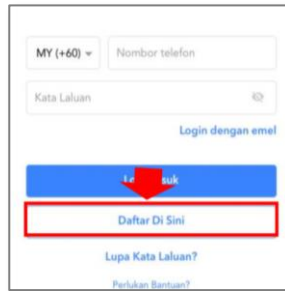 MY (+60)
Nombor telefon
Kata Laluan
Login dengan emel
Daftar Di Sini
Lupa Kata Laluan?
Perlukan Bantuan?